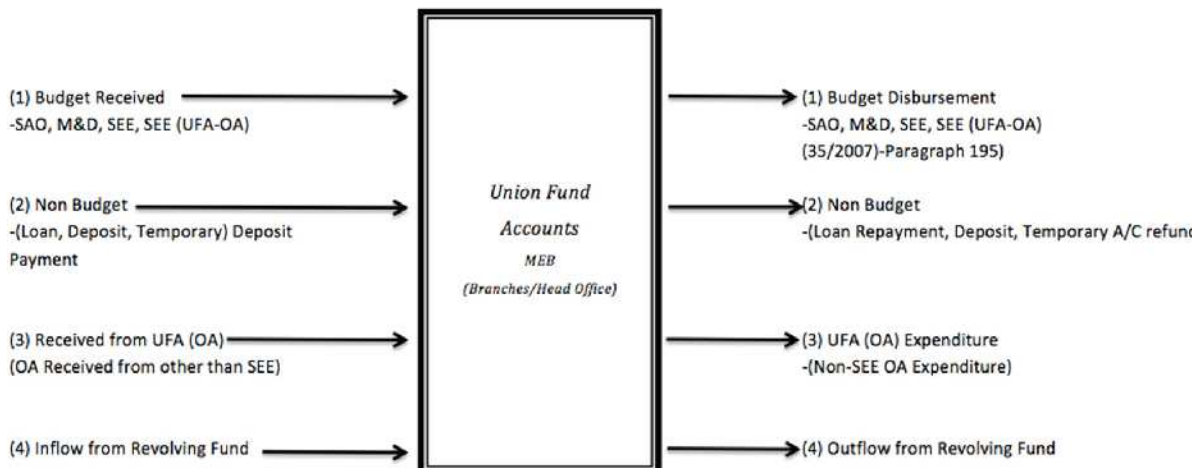 (1) Budget Received
-SAO, M&D, SEE, SEE (UFA-OA)
(2) Non Budget
-(Loan, Deposit, Temporary) Deposit
Payment
(3) Received from UFA (OA)
(OA Received from other than SEE)
(4) Inflow from Revolving Fund
Union Fund
Accounts
MEB
(Branches/Head Office)
(1) Budget Disbursement
-SAO, M&D, SEE, SEE (UFA-OA)
(35/2007)-Paragraph 195)
(2) Non Budget
-(Loan Repayment, Deposit, Temporary A/C refund
(3) UFA (OA) Expenditure
-(Non-SEE OA Expenditure)
(4) Outflow from Revolving Fund